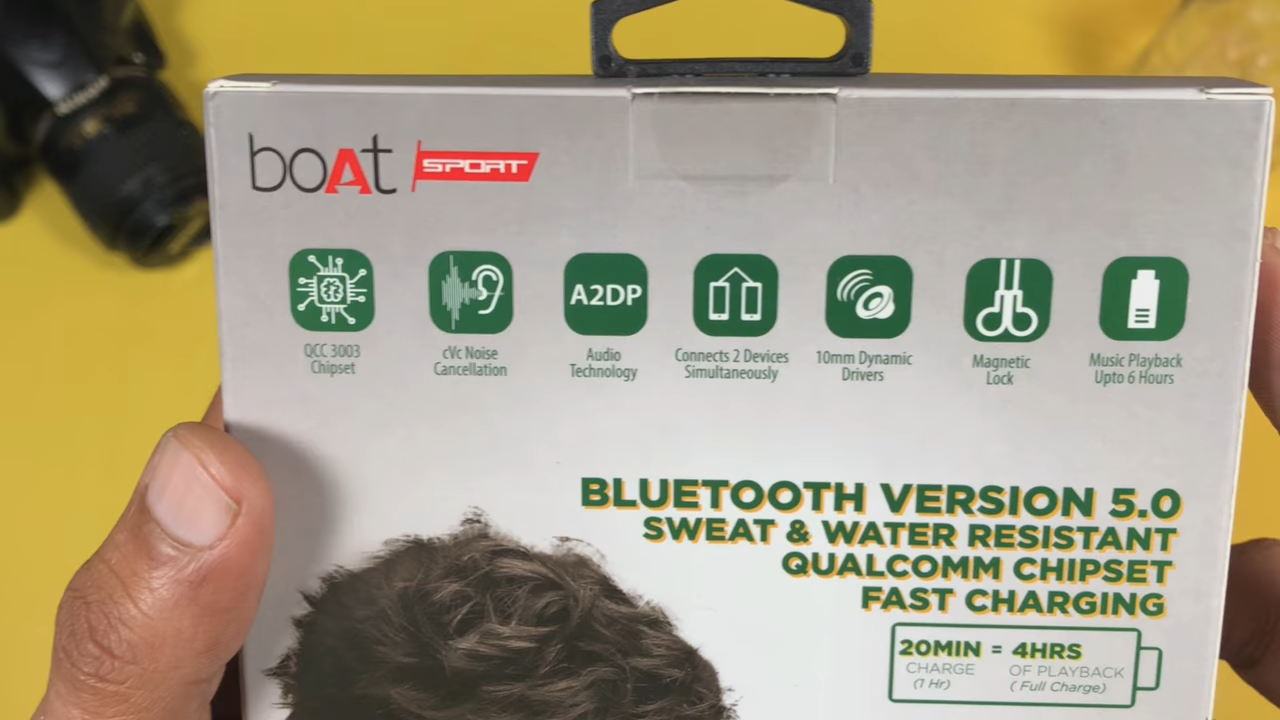 boAt SPORT
A2DP
QCC 3003
Chipset
cVc Noise
Cancellation
Audio
Technology
Connects 2 Devices
Simultaneously
10mm Dynamic
Drivers
Magnetic
Lock
Music Playback
Upto 6 Hours
BLUETOOTH VERSION 5.0
SWEAT & WATER RESISTANT
QUALCOMM CHIPSET
FAST CHARGING
20MIN = 4HRS
CHARGE OF PLAYBACK
(1 Hr) (Full Charge)